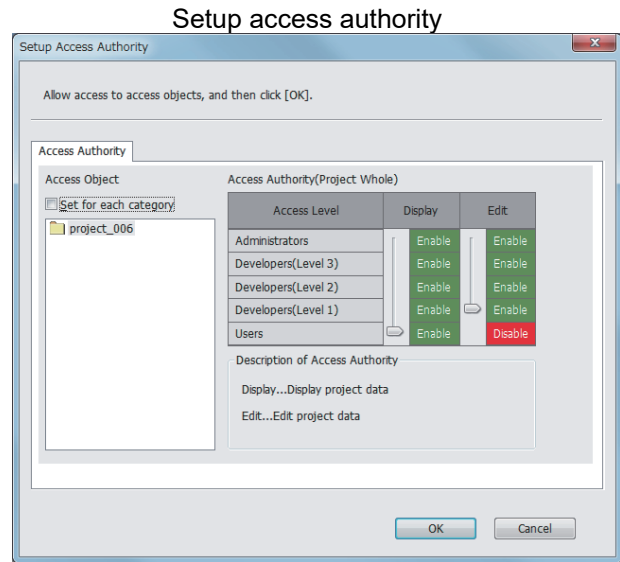 Setup access authority
Setup Access Authority
x
Allow access to access objects, and then click [OK].
Access Authority
Access Object
Access Authority(Project Whole)
Set for each category
Access Level Display Edit
project_006
Administrators Enable Enable
Developers(Level 3) Enable Enable
Developers(Level 2) Enable Enable
Developers(Level 1) Enable Enable
Users Enable Disable
Description of Access Authority
Display...Display project data
Edit...Edit project data
OK Cancel